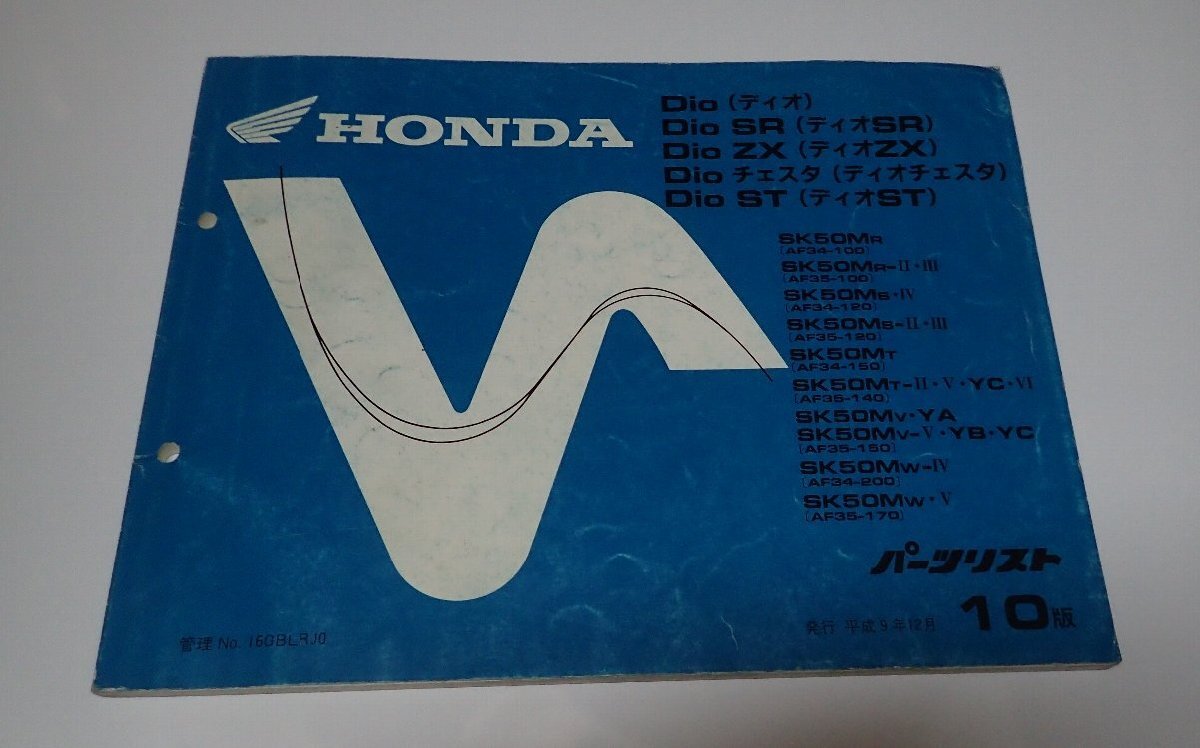 HONDA
Dio (ディオ)
Dio SR (ディオSR)
Dio ZX (ディオZX)
Dio チェスタ (ディオチェスタ)
Dio ST (ディオST)
SK50MR
(AF34-100)
SK50MR-II・III
(AF35-100)
SK50MS・IV
(AF34-120)
SK50MS-II・III
(AF35-120)
SK50MT
(AF34-150)
SK50MT-II・V・YC・VI
(AF35-140)
SK50MV・YA
SK50MV-V・YB・YC
(AF35-150)
SK50MW-IV
(AF34-200)
SK50MW・V
(AF35-170)
パーツリスト
発行 平成9年12月 10版
管理 No. 16GBLRJ0